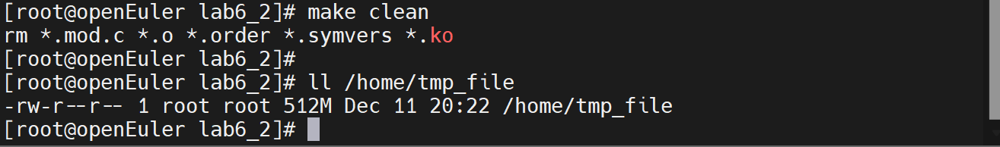 [root@openEuler lab6_2]# make clean
rm *.mod.c *.o *.order *.symvers *.ko
[root@openEuler lab6_2]#
[root@openEuler lab6_2]# ll /home/tmp_file
-rw-r--r-- 1 root root 512M Dec 11 20:22 /home/tmp_file
[root@openEuler lab6_2]#